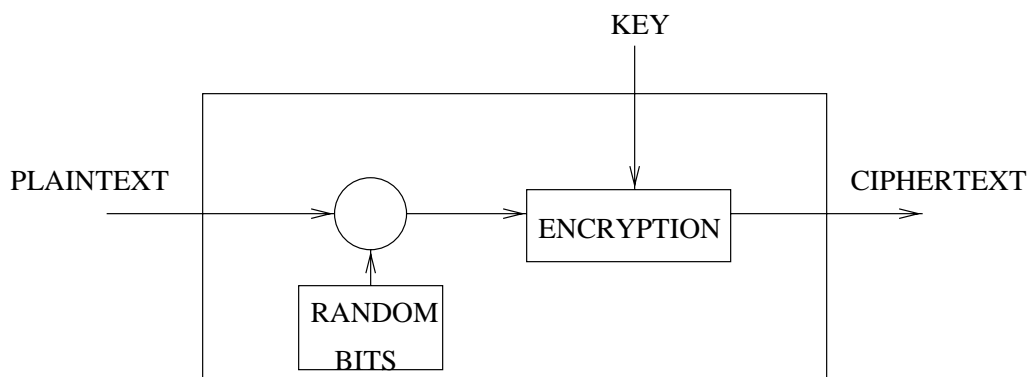 KEY
PLAINTEXT
CIPHERTEXT
ENCRYPTION
RANDOM
BITS